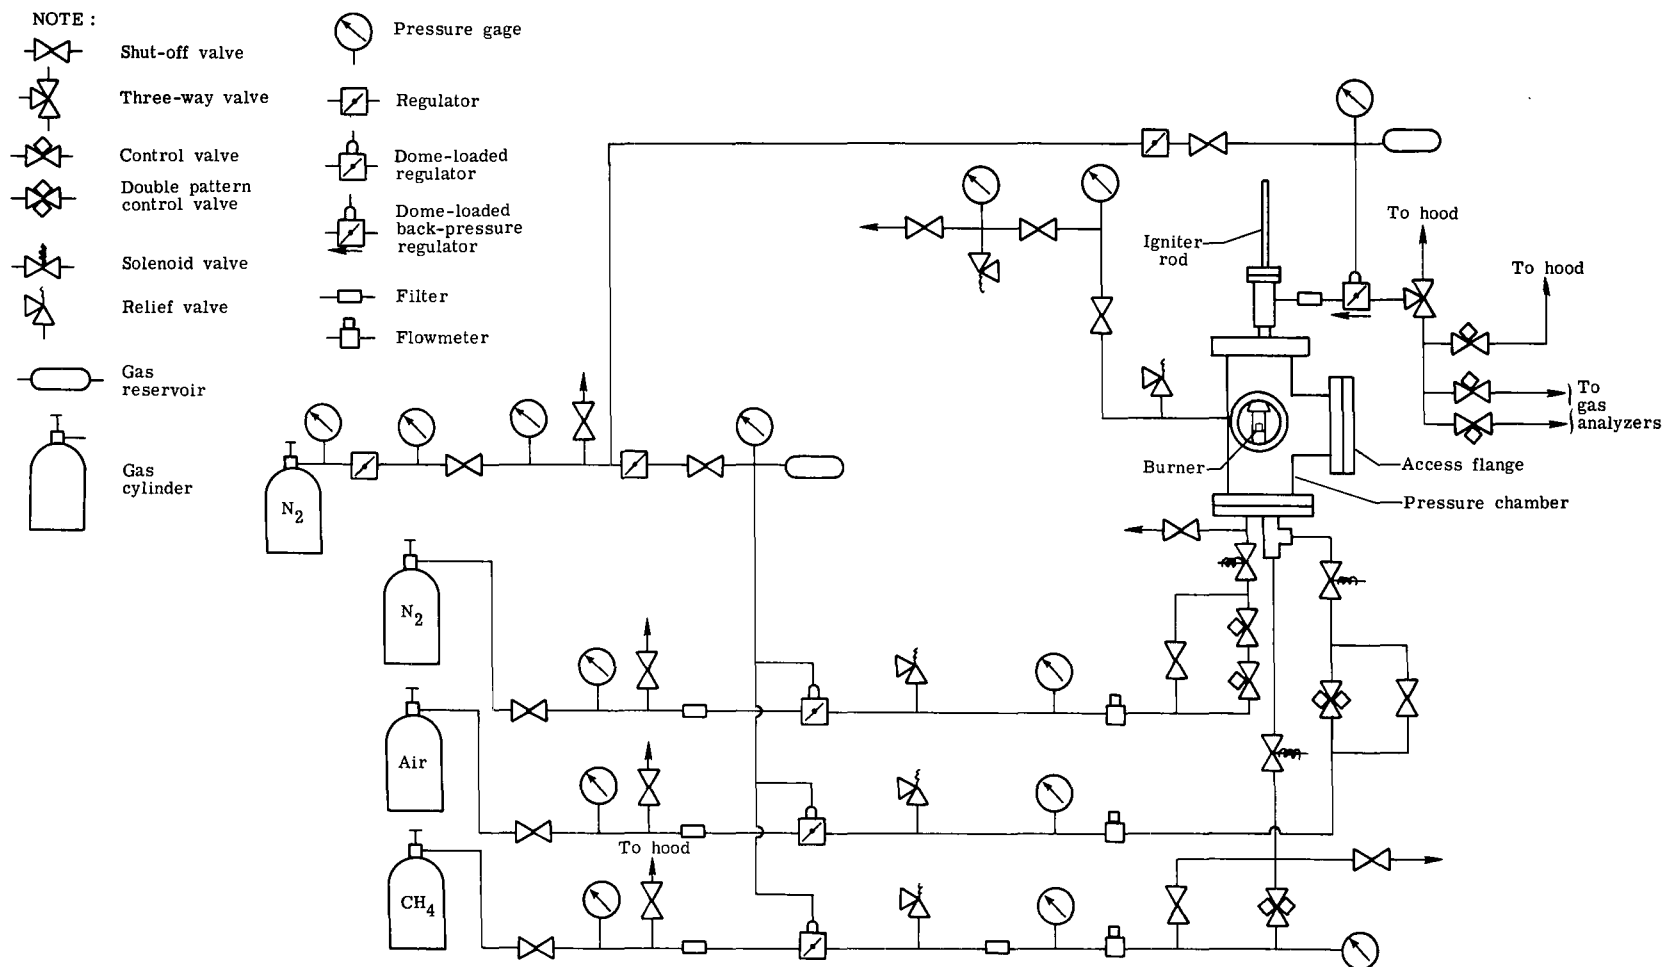 NOTE :
Shut-off valve
Three-way valve
Control valve
Double pattern
control valve
Solenoid valve
Relief valve
Gas
reservoir
Gas
cylinder
Pressure gage
Regulator
Dome-loaded
regulator
Dome-loaded
back-pressure
regulator
Filter
Flowmeter
N2
N2
Air
CH4
To hood
Igniter
rod
To hood
To hood
To
gas
analyzers
Burner
Access flange
Pressure chamber